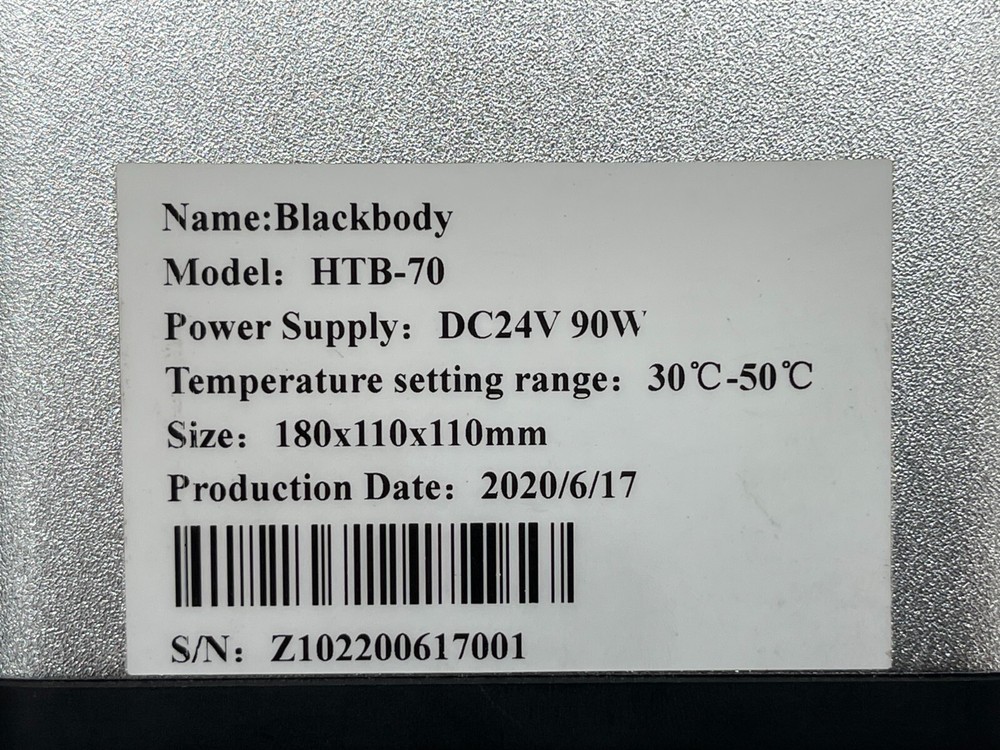 Name:Blackbody
Model： HTB-70
Power Supply： DC24V 90W
Temperature setting range： 30℃-50℃
Size： 180x110x110mm
Production Date： 2020/6/17
S/N： Z102200617001